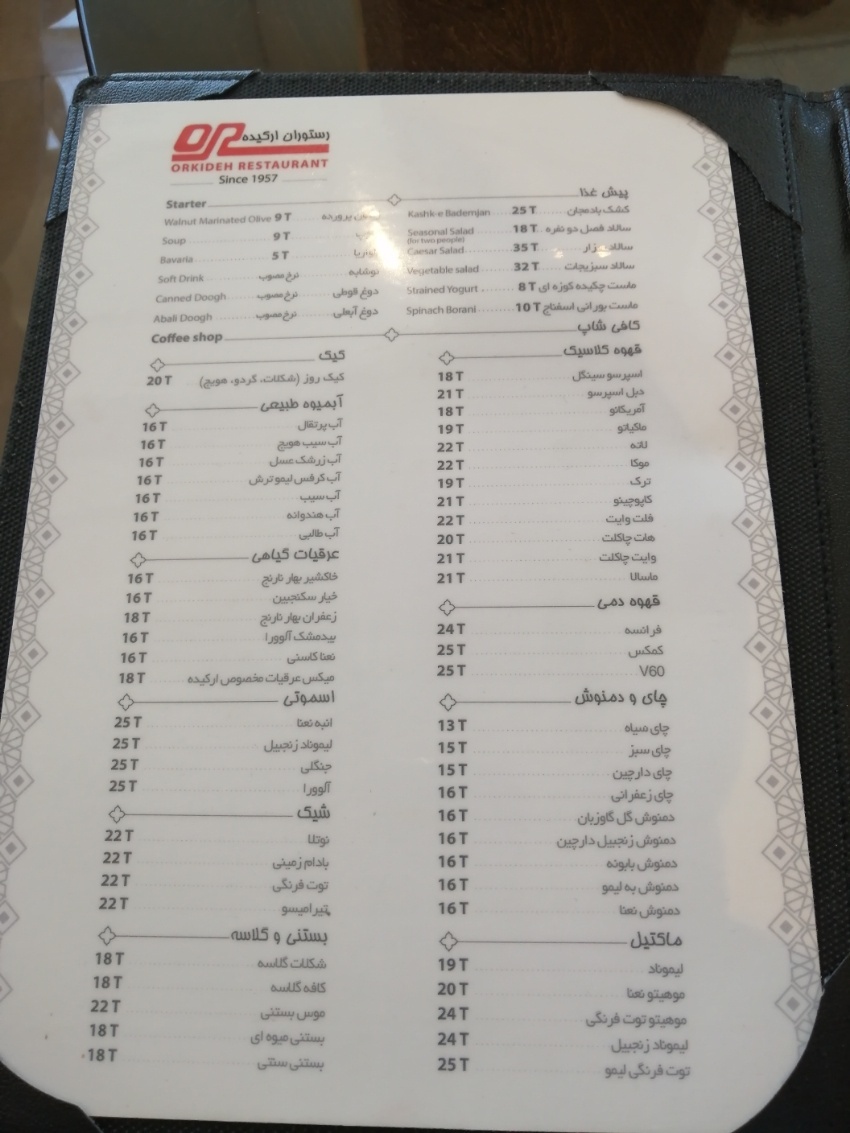 رستوران ارکیده
ORKIDEH RESTAURANT
Since 1957
Starter پیش غذا
Kashk-e Bademjan 25 T کشک بادمجان
Seasonal Salad 18 T سالاد فصل دو نفره
(for two people)
Caesar Salad 35 T سالاد سزار
Vegetable salad 32 T سالاد سبزیجات
Strained Yogurt 8 T ماست چکیده کوزه ای
Spinach Borani 10 T ماست بورانی اسفناج
Walnut Marinated Olive 9 T پرورده
Soup 9 T
Bavaria 5 T
Soft Drink نرخ مصوب نوشابه
Canned Doogh نرخ مصوب دوغ قوطی
Abali Doogh نرخ مصوب دوغ آبعلی
Coffee shop کافی شاپ
قهوه کلاسیک
اسپرسو سینگل 18 T
دبل اسپرسو 21 T
آمریکانو 18 T
ماکیاتو 19 T
لاته 22 T
موکا 22 T
ترک 19 T
کاپوچینو 21 T
فلت وایت 22 T
هات چاکلت 20 T
وایت چاکلت 21 T
ماسالا 21 T
قهوه دمی
فرانسه 24 T
کمکس 25 T
V60 25 T
چای و دمنوش
چای سیاه 13 T
چای سبز 15 T
چای دارچین 15 T
چای زعفرانی 16 T
دمنوش گل گاوزبان 16 T
دمنوش زنجبیل دارچین 16 T
دمنوش بابونه 16 T
دمنوش به لیمو 16 T
دمنوش نعنا 16 T
ماکتیل
لیموناد 19 T
موهیتو نعنا 20 T
موهیتو توت فرنگی 24 T
لیموناد زنجبیل 24 T
توت فرنگی لیمو 25 T
کیک
کیک روز (شکلات، گردو، هویج) 20 T
آبمیوه طبیعی
آب پرتقال 16 T
آب سیب هویج 16 T
آب زرشک عسل 16 T
آب کرفس لیمو ترش 16 T
آب سیب 16 T
آب هندوانه 16 T
آب طالبی 16 T
عرقیات گیاهی
خاکشیر بهار نارنج 16 T
خیار سکنجبین 16 T
زعفران بهار نارنج 18 T
بیدمشک آلوورا 16 T
نعنا کاسنی 16 T
میکس عرقیات مخصوص ارکیده 18 T
اسموتی
انبه نعنا 25 T
لیموناد زنجبیل 25 T
جنگلی 25 T
آلوورا 25 T
شیک
نوتلا 22 T
بادام زمینی 22 T
توت فرنگی 22 T
تیرامیسو 22 T
بستنی و گلاسه
شکلات گلاسه 18 T
کافه گلاسه 18 T
موس بستنی 22 T
بستنی میوه ای 18 T
بستنی سنتی 18 T